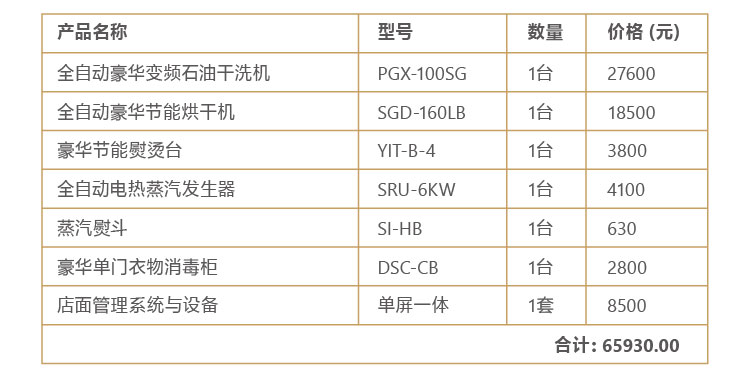 产品名称 型号 数量 价格 (元)
全自动豪华变频石油干洗机 PGX-100SG 1台 27600
全自动豪华节能烘干机 SGD-160LB 1台 18500
豪华节能熨烫台 YIT-B-4 1台 3800
全自动电热蒸汽发生器 SRU-6KW 1台 4100
蒸汽熨斗 SI-HB 1台 630
豪华单门衣物消毒柜 DSC-CB 1台 2800
店面管理系统与设备 单屏一体 1套 8500
合计: 65930.00